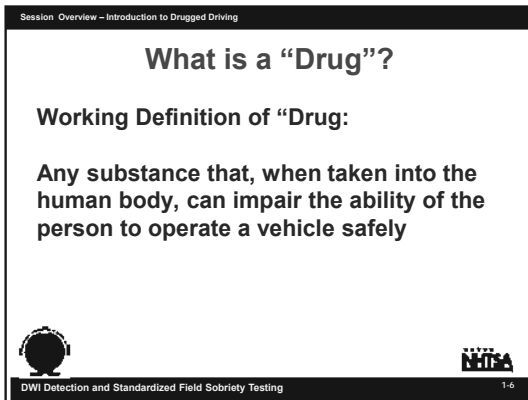 Session Overview – Introduction to Drugged Driving
What is a “Drug”?
Working Definition of “Drug:
Any substance that, when taken into the
human body, can impair the ability of the
person to operate a vehicle safely
NHTSA
DWI Detection and Standardized Field Sobriety Testing
1-6